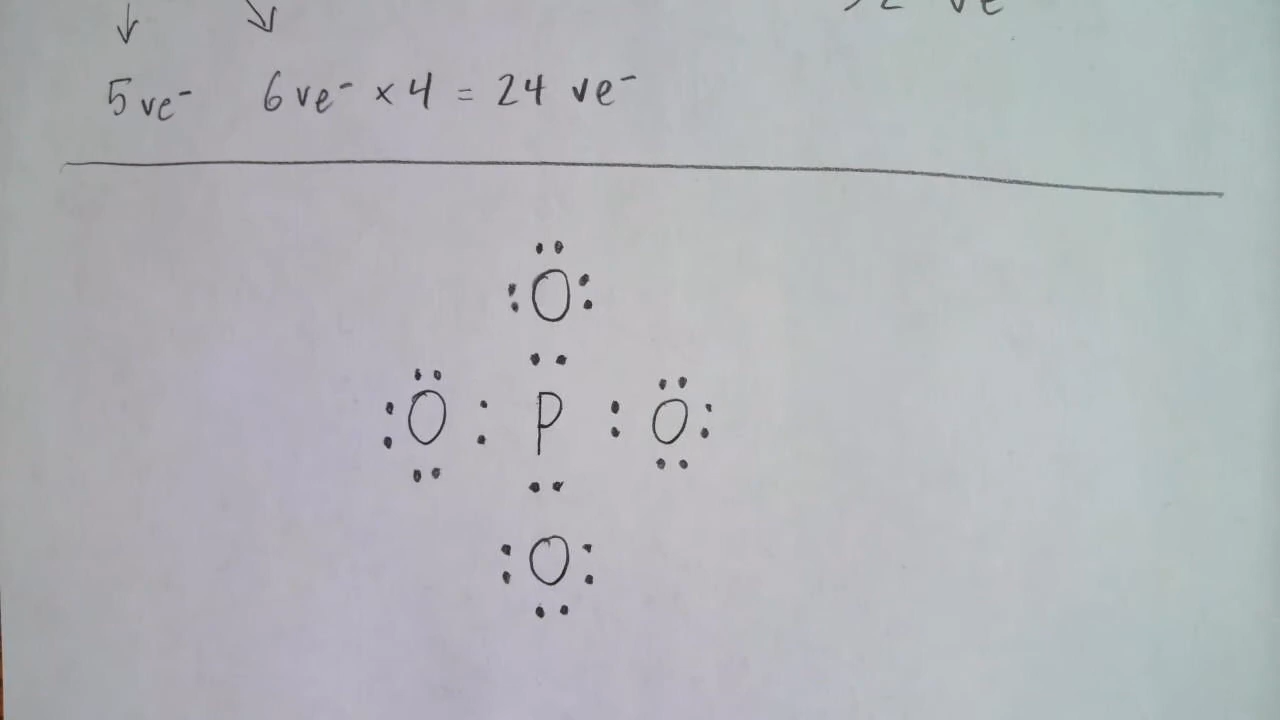 5 ve⁻ 6 ve⁻ × 4 = 24 ve⁻
:Ö:
:Ö: P :Ö:
:O: